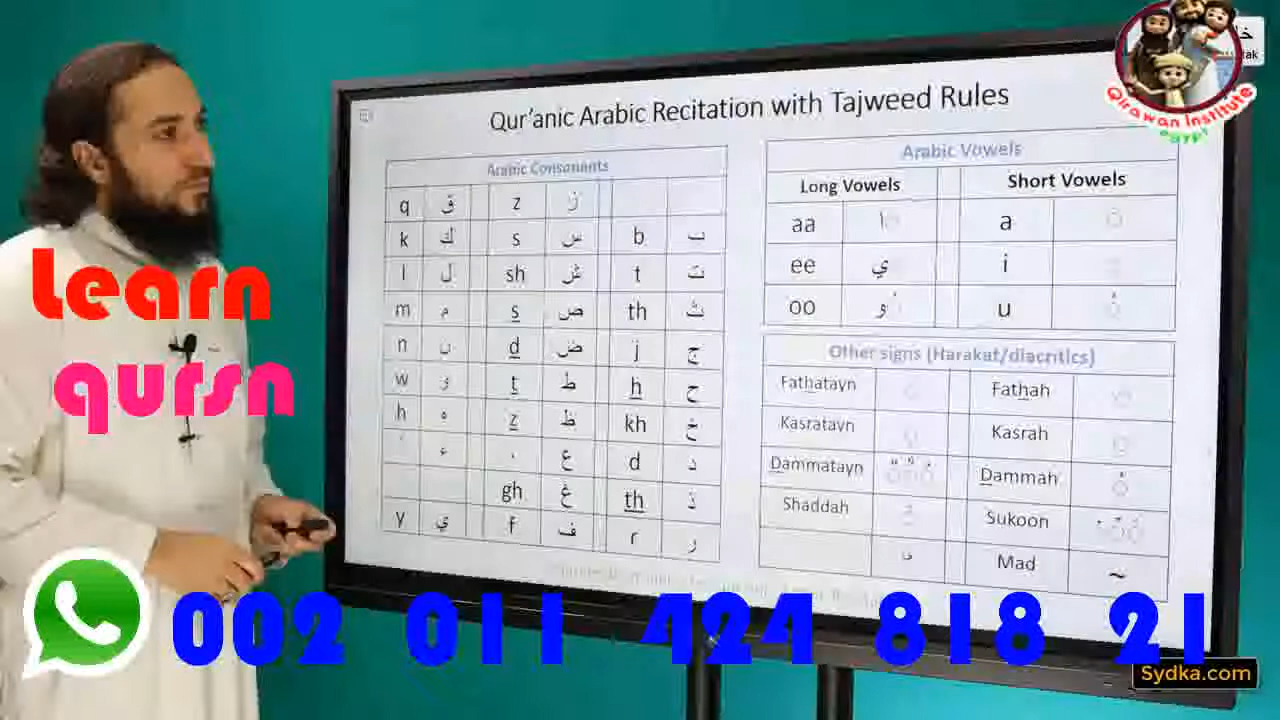 Qur'anic Arabic Recitation with Tajweed Rules
Qirawan Institute
egypt
Arabic Consonants
q ق z ز
k ك s س b ب
l ل sh ش t ت
m م s ص th ث
n ن d ض j ج
w و t ط h ح
h ه z ظ kh خ
ء ع d د
gh غ th ذ
y ي f ف r ر
Arabic Vowels
Long Vowels Short Vowels
aa ا a
ee ي i
oo و u
Other signs (Harakat/diacritics)
Fathatayn Fathah
Kasratayn Kasrah
Dammatayn Dammah
Shaddah Sukoon
Mad ~
Learn
qursn
002 011 424 818 21
Sydka.com